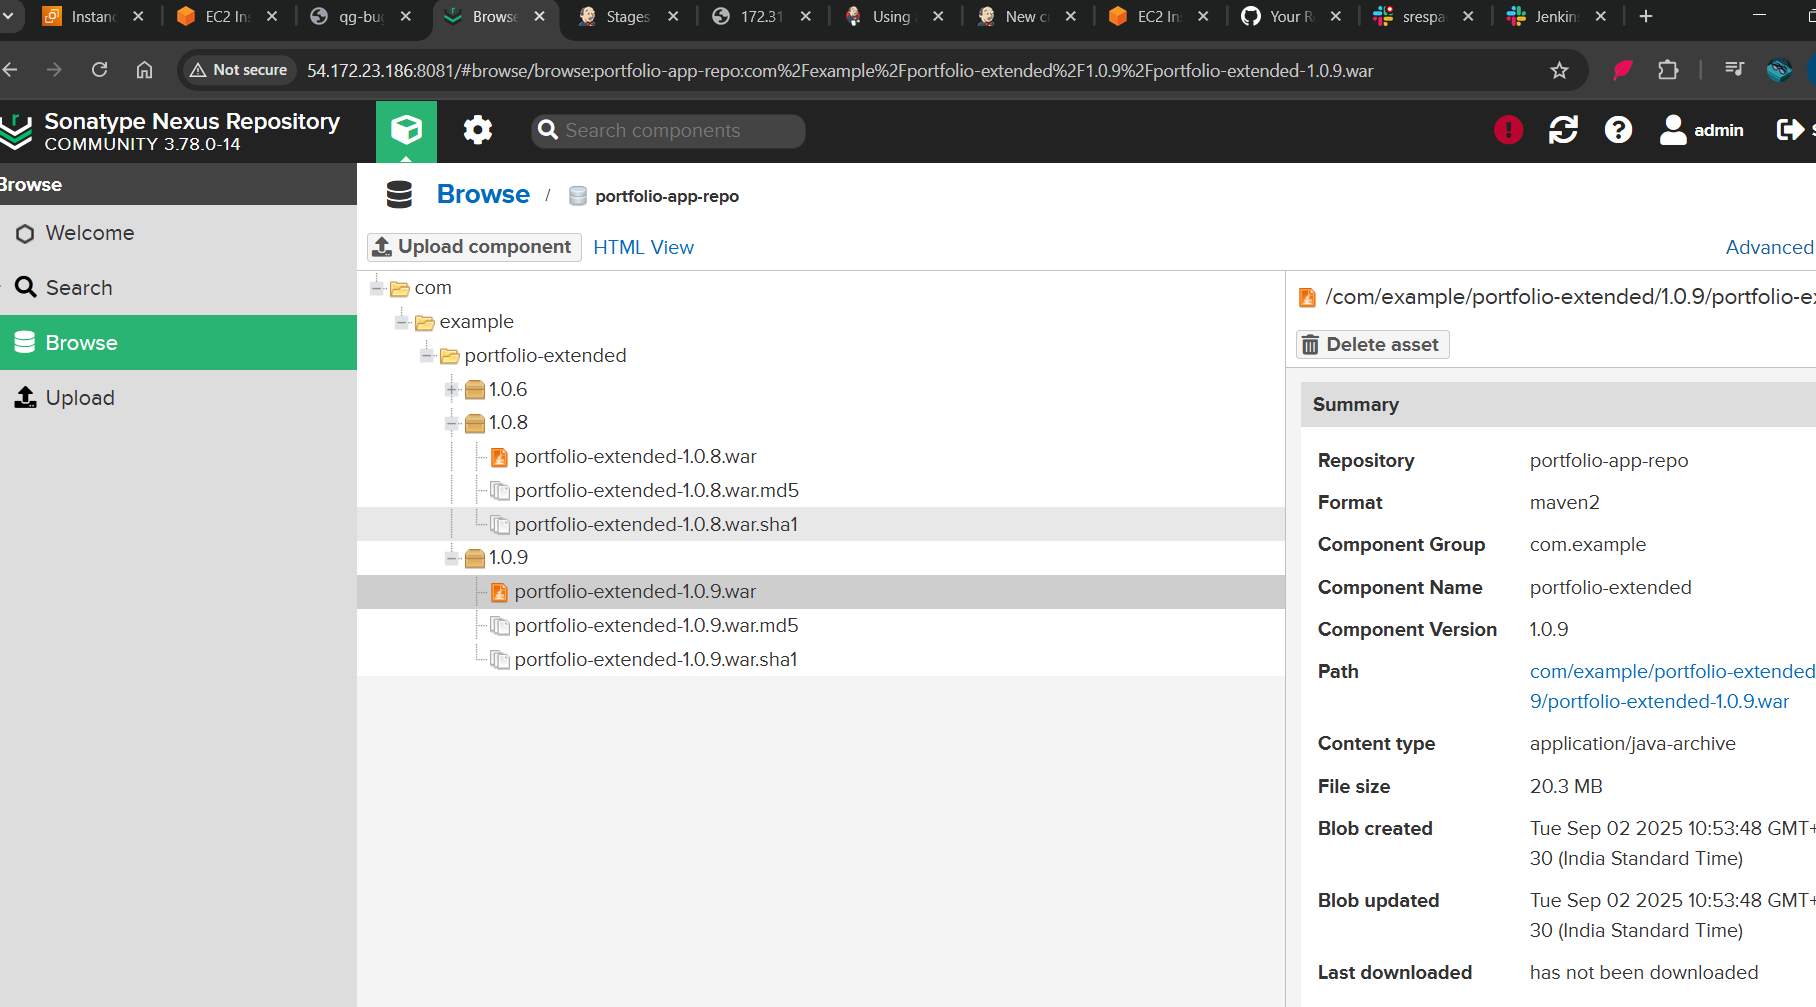 Instanc
EC2 Ins
qg-bug
Browse
Stages
172.31
Using
New c
EC2 In
Your R
srespa
Jenkin
Not secure
54.172.23.186:8081/#browse/browse:portfolio-app-repo:com%2Fexample%2Fportfolio-extended%2F1.0.9%2Fportfolio-extended-1.0.9.war
Sonatype Nexus Repository
COMMUNITY 3.78.0-14
Search components
admin
Browse
Welcome
Search
Browse
Upload
Browse / portfolio-app-repo
Upload component HTML View
Advanced
com
example
portfolio-extended
1.0.6
1.0.8
portfolio-extended-1.0.8.war
portfolio-extended-1.0.8.war.md5
portfolio-extended-1.0.8.war.sha1
1.0.9
portfolio-extended-1.0.9.war
portfolio-extended-1.0.9.war.md5
portfolio-extended-1.0.9.war.sha1
/com/example/portfolio-extended/1.0.9/portfolio-ex
Delete asset
Summary
Repository portfolio-app-repo
Format maven2
Component Group com.example
Component Name portfolio-extended
Component Version 1.0.9
Path com/example/portfolio-extended
9/portfolio-extended-1.0.9.war
Content type application/java-archive
File size 20.3 MB
Blob created Tue Sep 02 2025 10:53:48 GMT+
30 (India Standard Time)
Blob updated Tue Sep 02 2025 10:53:48 GMT+
30 (India Standard Time)
Last downloaded has not been downloaded